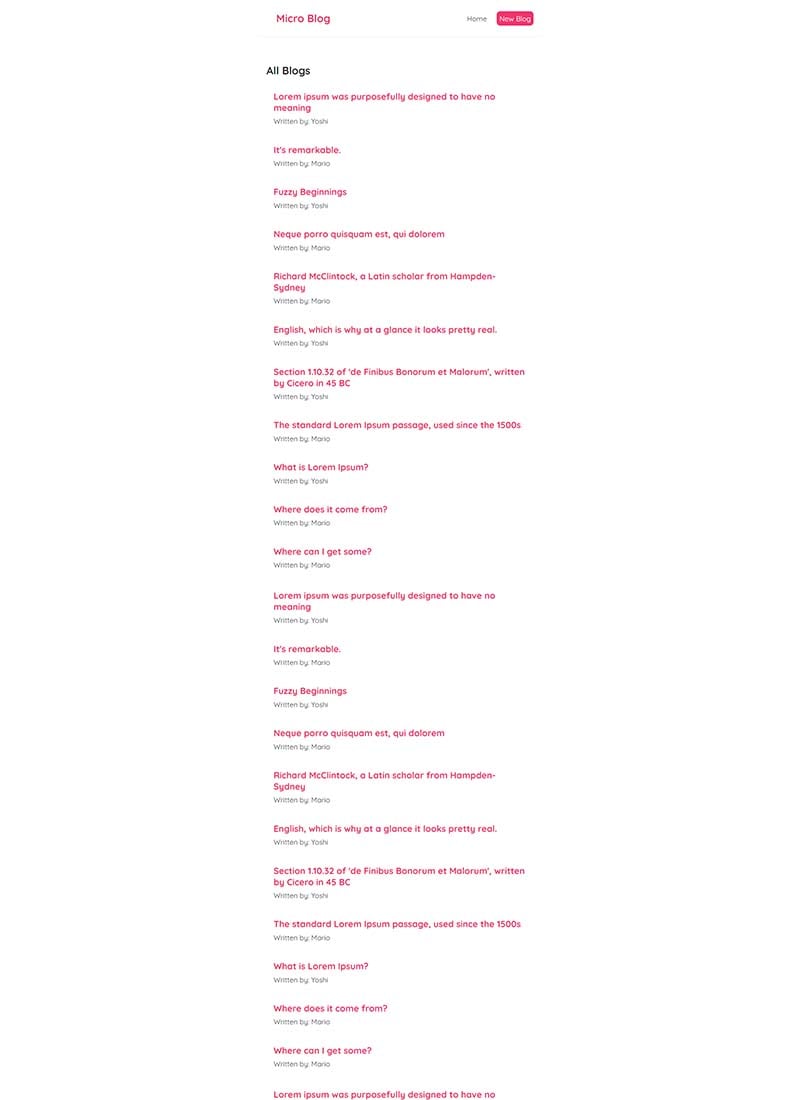 Micro Blog
Home
New Blog
All Blogs
Lorem ipsum was purposefully designed to have no
meaning
Written by: Yoshi
It's remarkable.
Written by: Mario
Fuzzy Beginnings
Written by: Yoshi
Neque porro quisquam est, qui dolorem
Written by: Mario
Richard McClintock, a Latin scholar from Hampden-
Sydney
Written by: Mario
English, which is why at a glance it looks pretty real.
Written by: Yoshi
Section 1.10.32 of 'de Finibus Bonorum et Malorum', written
by Cicero in 45 BC
Written by: Yoshi
The standard Lorem Ipsum passage, used since the 1500s
Written by: Mario
What is Lorem Ipsum?
Written by: Yoshi
Where does it come from?
Written by: Mario
Where can I get some?
Written by: Mario
Lorem ipsum was purposefully designed to have no
meaning
Written by: Yoshi
It's remarkable.
Written by: Mario
Fuzzy Beginnings
Written by: Yoshi
Neque porro quisquam est, qui dolorem
Written by: Mario
Richard McClintock, a Latin scholar from Hampden-
Sydney
Written by: Mario
English, which is why at a glance it looks pretty real.
Written by: Yoshi
Section 1.10.32 of 'de Finibus Bonorum et Malorum', written
by Cicero in 45 BC
Written by: Yoshi
The standard Lorem Ipsum passage, used since the 1500s
Written by: Mario
What is Lorem Ipsum?
Written by: Yoshi
Where does it come from?
Written by: Mario
Where can I get some?
Written by: Mario
Lorem ipsum was purposefully designed to have no